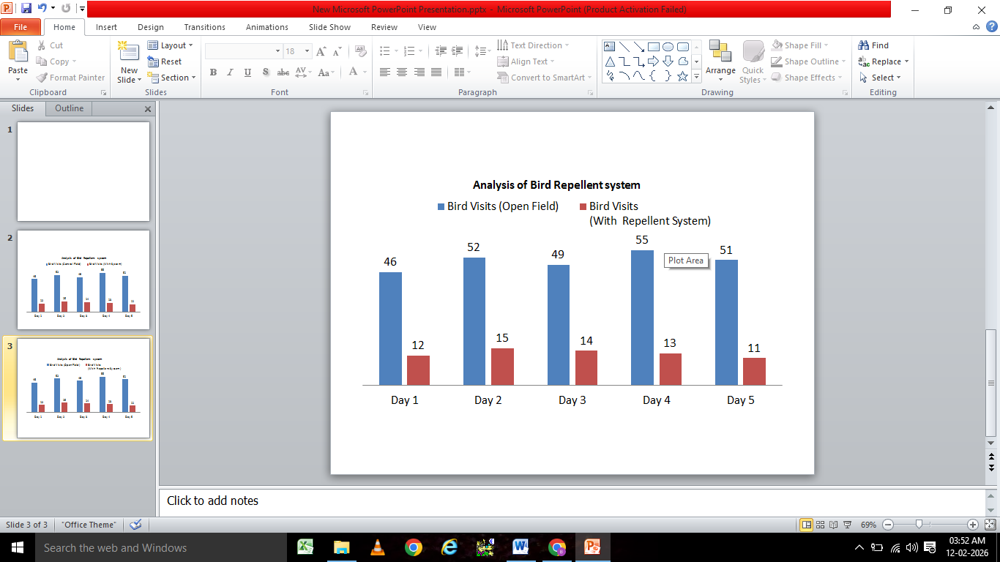 New Microsoft PowerPoint Presentation.pptx - Microsoft PowerPoint (Product Activation Failed)
File Home Insert Design Transitions Animations Slide Show Review View
Paste
Cut
Copy
Format Painter
Clipboard
New
Slide
Layout
Reset
Section
Slides
18
B I U S abc AV Aa A
Font
Text Direction
Align Text
Convert to SmartArt
Paragraph
Arrange
Quick
Styles
Shape Fill
Shape Outline
Shape Effects
Drawing
Find
Replace
Select
Editing
Slides Outline
1
2
3
Analysis of Bird Repellent system
Bird Visits (Open Field)
Bird Visits
(With Repellent System)
46 52 49 55 51
Plot Area
12 15 14 13 11
Day 1 Day 2 Day 3 Day 4 Day 5
Click to add notes
Slide 3 of 3 "Office Theme" 69%
Search the web and Windows
03:52 AM
12-02-2026